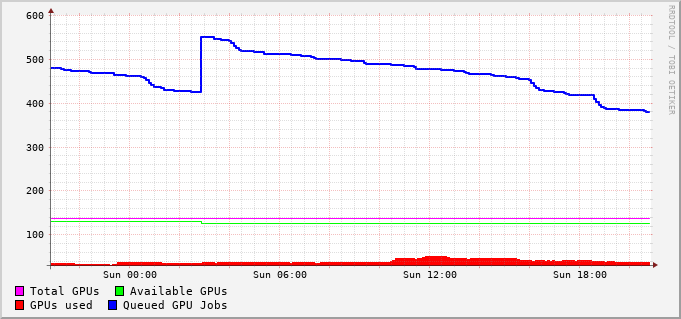 600
500
400
300
200
100
Sun 00:00 Sun 06:00 Sun 12:00 Sun 18:00
Total GPUs Available GPUs
GPUs used Queued GPU Jobs
RRDTOOL / TOBI OETIKER